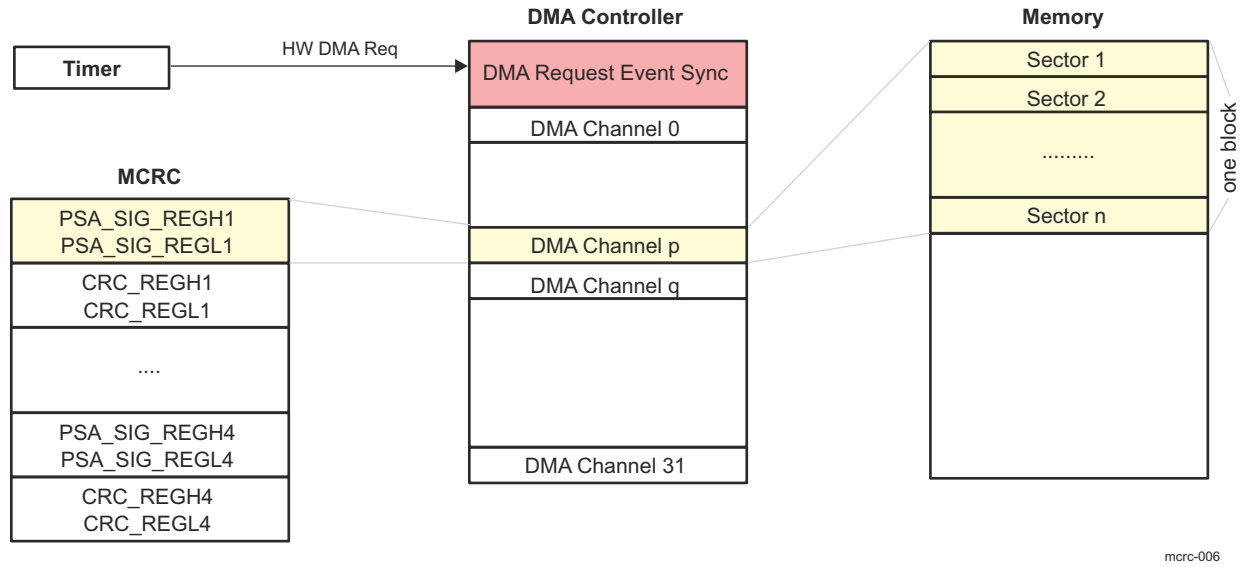 DMA Controller
Memory
Timer
HW DMA Req
DMA Request Event Sync
DMA Channel 0
DMA Channel p
DMA Channel q
DMA Channel 31
MCRC
PSA_SIG_REGH1
PSA_SIG_REGL1
CRC_REGH1
CRC_REGL1
....
PSA_SIG_REGH4
PSA_SIG_REGL4
CRC_REGH4
CRC_REGL4
Sector 1
Sector 2
.........
Sector n
one block
mcrc-006